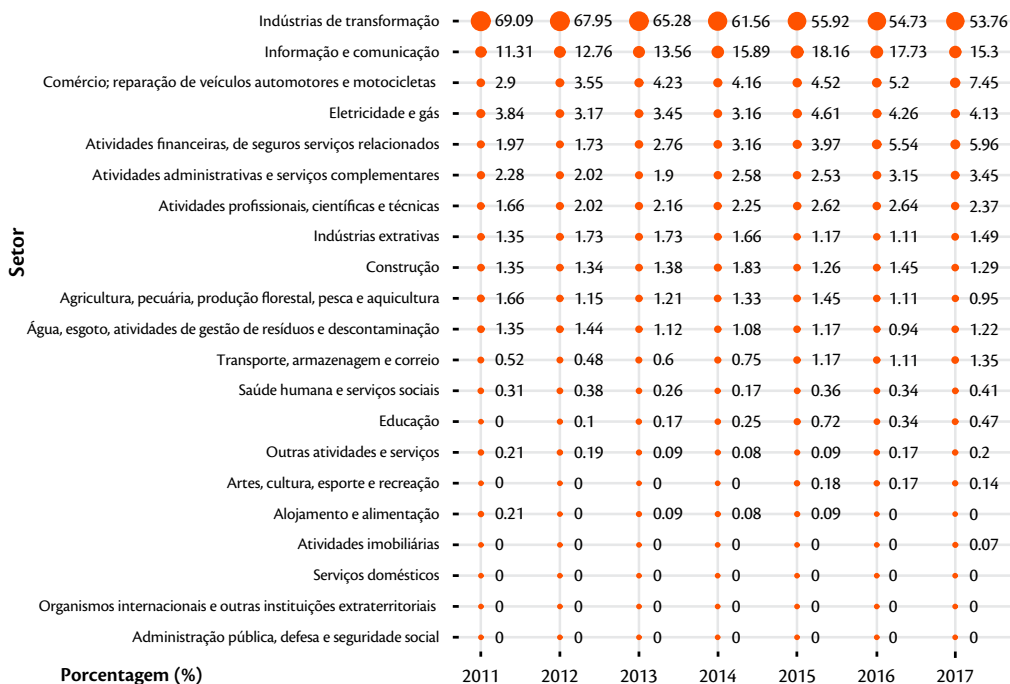 Indústrias de transformação 69.09 67.95 65.28 61.56 55.92 54.73 53.76
Informação e comunicação 11.31 12.76 13.56 15.89 18.16 17.73 15.3
Comércio; reparação de veículos automotores e motocicletas 2.9 3.55 4.23 4.16 4.52 5.2 7.45
Eletricidade e gás 3.84 3.17 3.45 3.16 4.61 4.26 4.13
Atividades financeiras, de seguros serviços relacionados 1.97 1.73 2.76 3.16 3.97 5.54 5.96
Atividades administrativas e serviços complementares 2.28 2.02 1.9 2.58 2.53 3.15 3.45
Atividades profissionais, científicas e técnicas 1.66 2.02 2.16 2.25 2.62 2.64 2.37
Indústrias extrativas 1.35 1.73 1.73 1.66 1.17 1.11 1.49
Setor
Construção 1.35 1.34 1.38 1.83 1.26 1.45 1.29
Agricultura, pecuária, produção florestal, pesca e aquicultura 1.66 1.15 1.21 1.33 1.45 1.11 0.95
Água, esgoto, atividades de gestão de resíduos e descontaminação 1.35 1.44 1.12 1.08 1.17 0.94 1.22
Transporte, armazenagem e correio 0.52 0.48 0.6 0.75 1.17 1.11 1.35
Saúde humana e serviços sociais 0.31 0.38 0.26 0.17 0.36 0.34 0.41
Educação 0 0.1 0.17 0.25 0.72 0.34 0.47
Outras atividades e serviços 0.21 0.19 0.09 0.08 0.09 0.17 0.2
Artes, cultura, esporte e recreação 0 0 0 0 0.18 0.17 0.14
Alojamento e alimentação 0.21 0 0.09 0.08 0.09 0 0
Atividades imobiliárias 0 0 0 0 0 0 0.07
Serviços domésticos 0 0 0 0 0 0 0
Organismos internacionais e outras instituições extraterritoriais 0 0 0 0 0 0 0
Administração pública, defesa e seguridade social 0 0 0 0 0 0 0
Porcentagem (%) 2011 2012 2013 2014 2015 2016 2017